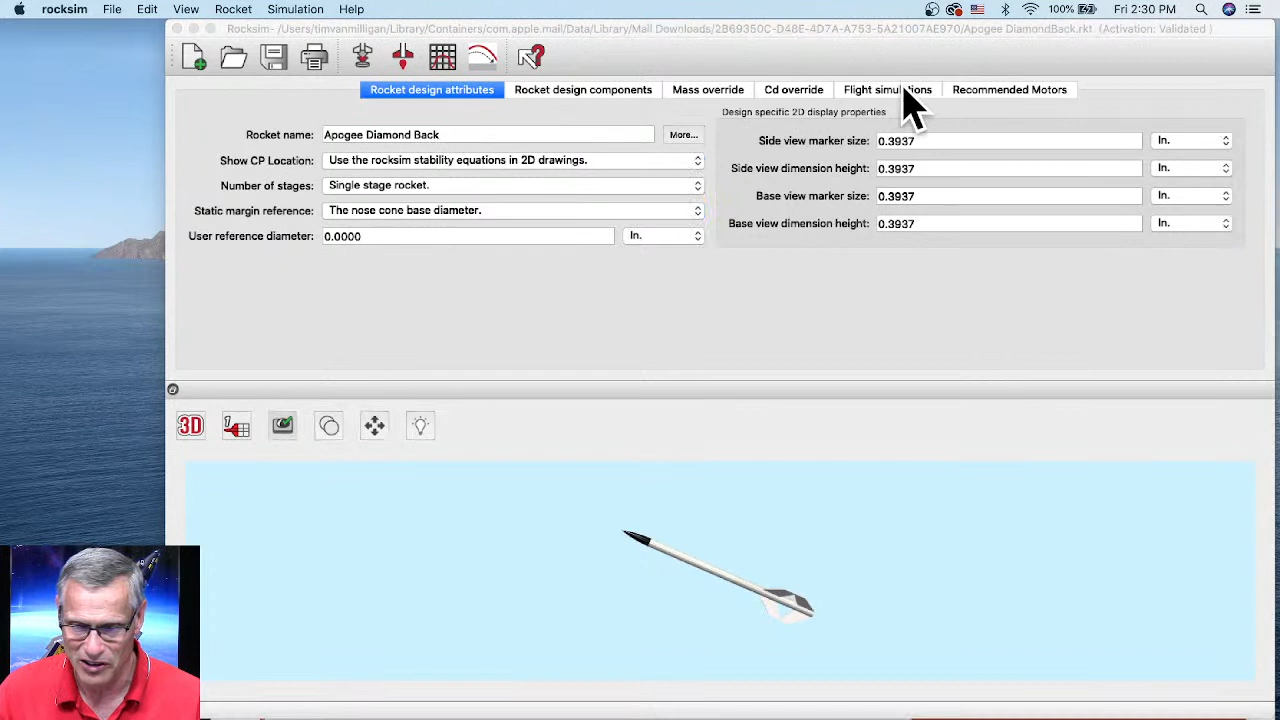 rocksim File Edit View Rocket Simulation Help 100% Fri 2:30 PM
Rocksim- /Users/timvanmilligan/Library/Containers/com.apple.mail/Data/Library/Mail Downloads/2B69350C-D48E-4D7A-A753-5A21007AE970/Apogee DiamondBack.rkt (Activation: Validated )
Rocket design attributes Rocket design components Mass override Cd override Flight simulations Recommended Motors
Design specific 2D display properties
Rocket name: Apogee Diamond Back More...
Show CP Location: Use the rocksim stability equations in 2D drawings.
Number of stages: Single stage rocket.
Static margin reference: The nose cone base diameter.
User reference diameter: 0.0000 In.
Side view marker size: 0.3937 In.
Side view dimension height: 0.3937 In.
Base view marker size: 0.3937 In.
Base view dimension height: 0.3937 In.
3D